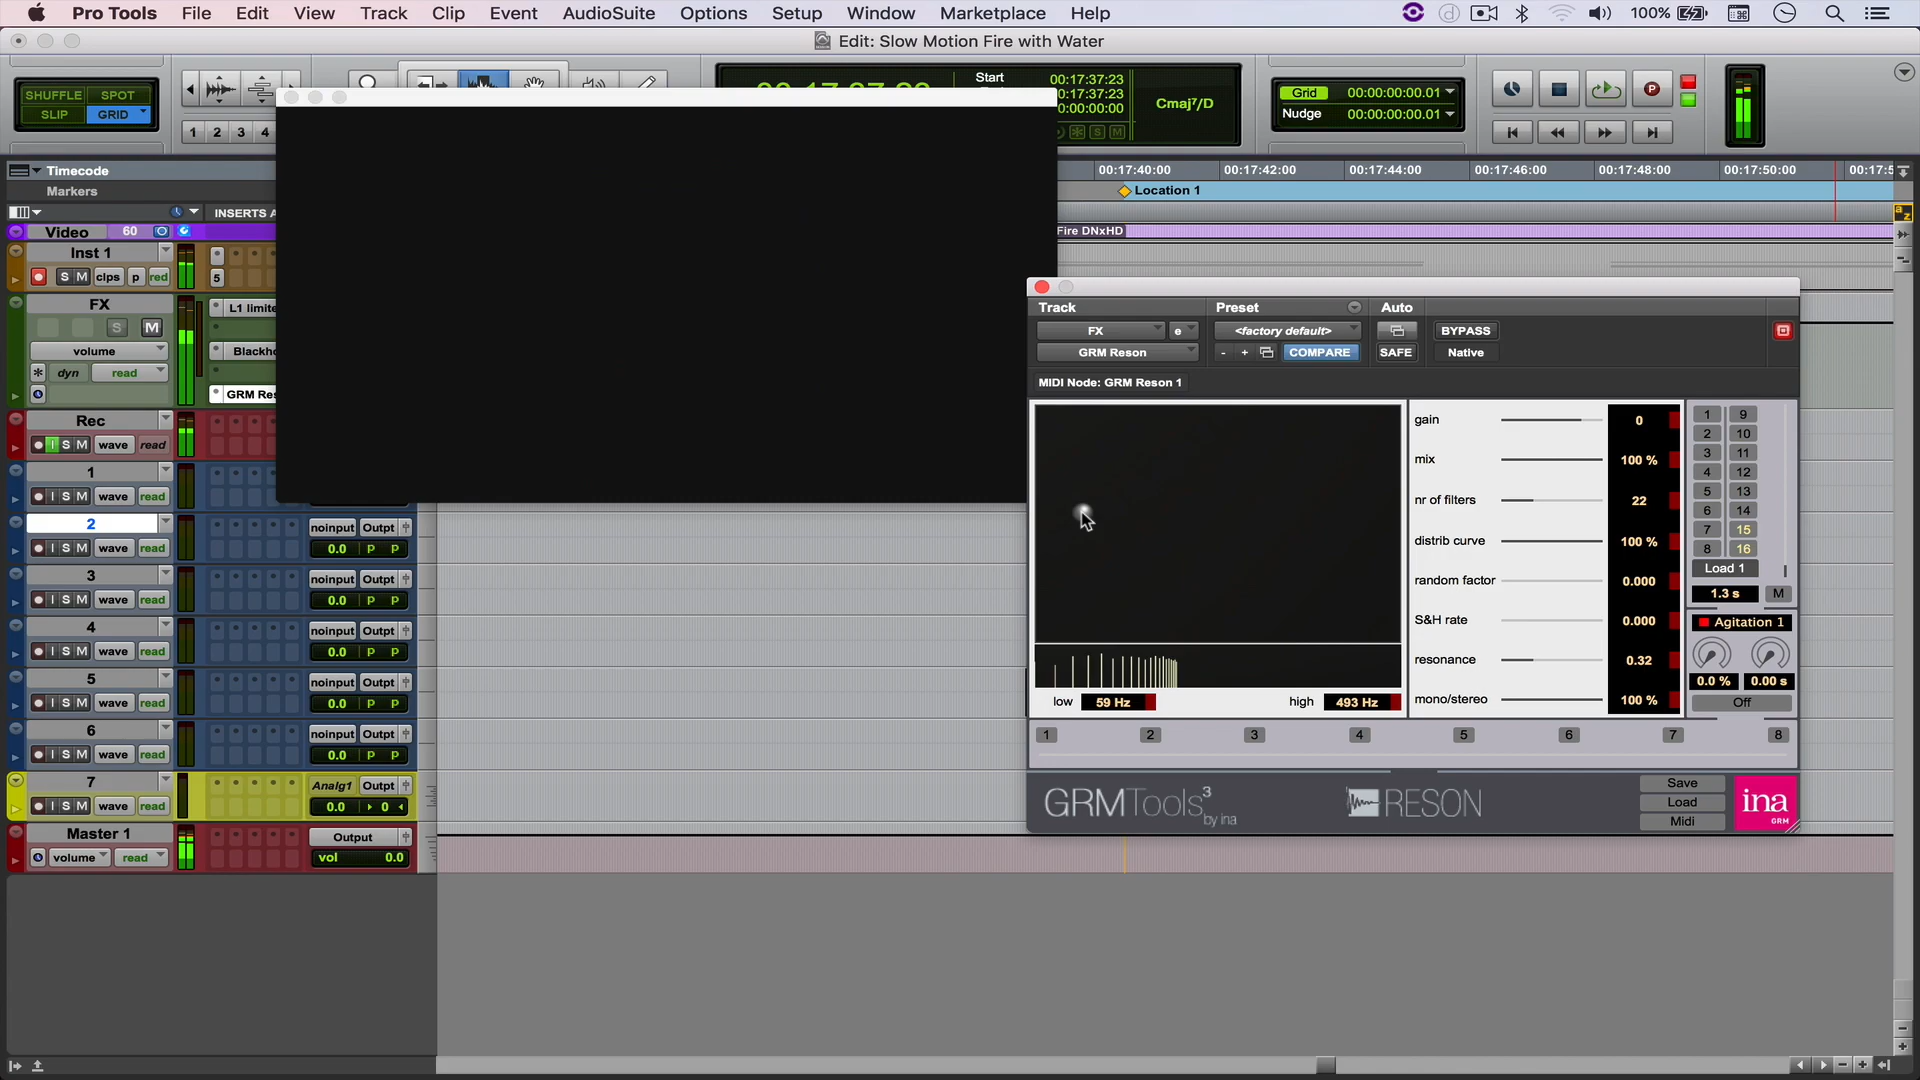 Pro Tools File Edit View Track Clip Event AudioSuite Options Setup Window Marketplace Help 100%
Edit: Slow Motion Fire with Water
SHUFFLE SPOT
SLIP GRID
1 2 3 4
Start 00:17:37:23
0:17:37:23
0:00:00:00
Cmaj⁷/D
Grid 00:00:00:00.01
Nudge 00:00:00:00.01
Timecode 00:17:40:00 00:17:42:00 00:17:44:00 00:17:46:00 00:17:48:00 00:17:50:00 00:17:5
Markers Location 1
INSERTS A
Video 60 Fire DNxHD
Inst 1
S M clps p red 5
FX L1 limite
S M
volume Blackho
dyn read
GRM Res
Rec
I S M wave read
1
I S M wave read
2 noinput Outpt
I S M wave read 0.0 P P
3 noinput Outpt
I S M wave read 0.0 P P
4 noinput Outpt
I S M wave read 0.0 P P
5 noinput Outpt
I S M wave read 0.0 P P
6 noinput Outpt
I S M wave read 0.0 P P
7 Analg1 Outpt
I S M wave read 0.0 0
Master 1 Output
volume read vol 0.0
Track Preset Auto
FX e <factory default> BYPASS
GRM Reson - + COMPARE SAFE Native
MIDI Node: GRM Reson 1
gain 0
mix 100 %
nr of filters 22
distrib curve 100 %
random factor 0.000
S&H rate 0.000
resonance 0.32
mono/stereo 100 %
low 59 Hz high 493 Hz
1 9
2 10
3 11
4 12
5 13
6 14
7 15
8 16
Load 1
1.3 s M
Agitation 1
0.0 % 0.00 s
Off
1 2 3 4 5 6 7 8
GRMTools3 by ina
RESON
Save
Load
Midi
ina
GRM